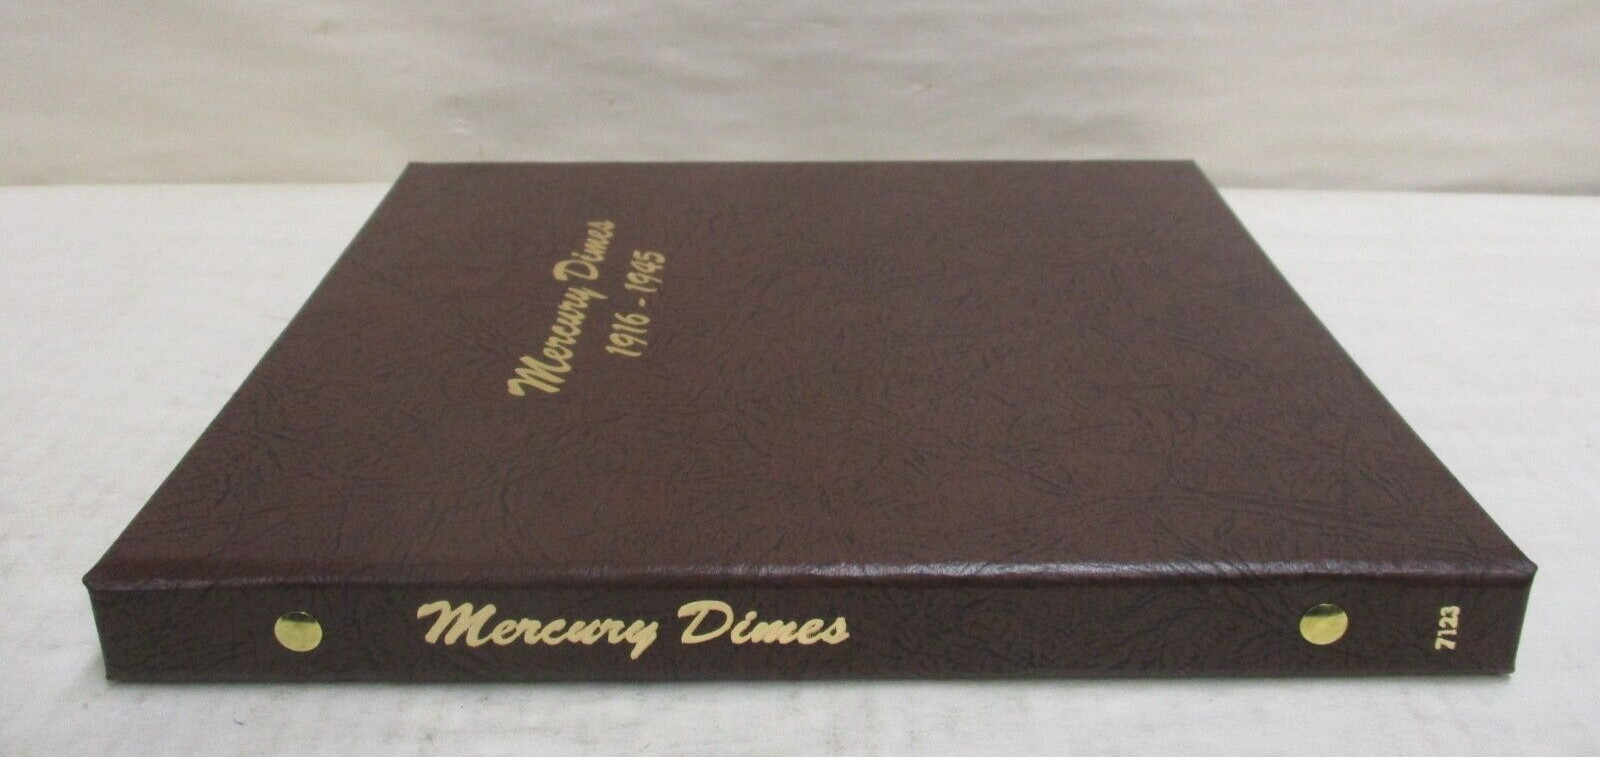 Mercury Dimes
1916 - 1945
Mercury Dimes
7123